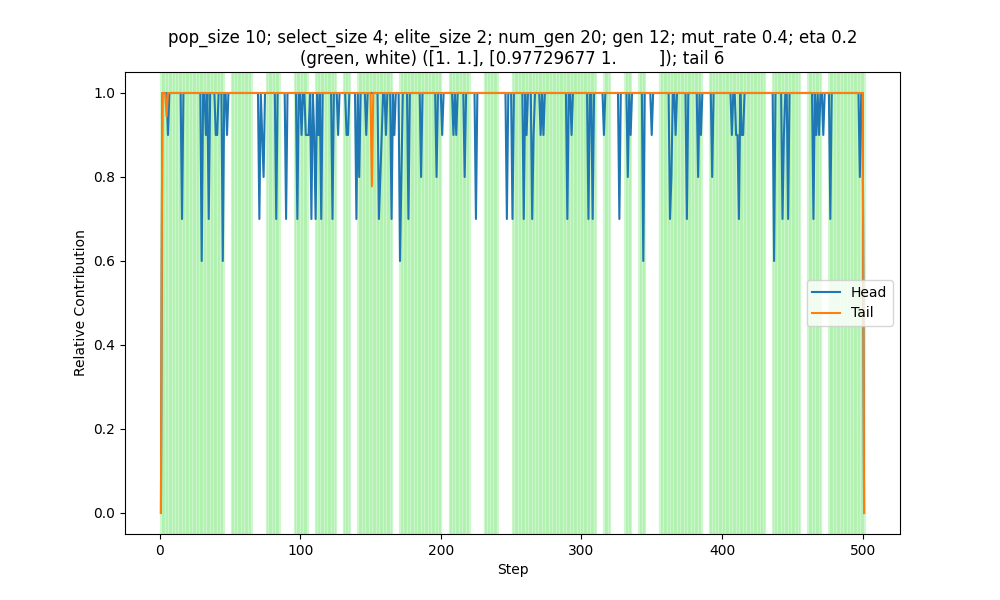 pop_size 10; select_size 4; elite_size 2; num_gen 20; gen 12; mut_rate 0.4; eta 0.2
(green, white) ([1. 1.], [0.97729677 1.         ]); tail 6
1.0
0.8
0.6
0.4
0.2
0.0
Relative Contribution
Head
Tail
0
100
200
300
400
500
Step